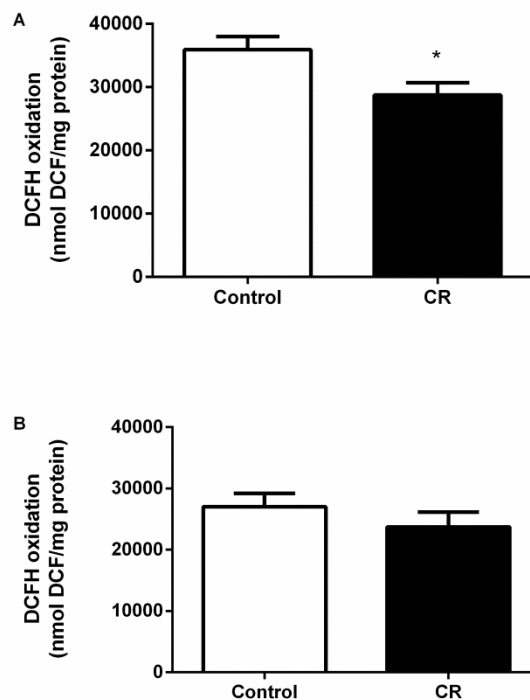 A
DCFH oxidation
(nmol DCF/mg protein)
40000
30000
20000
10000
0
*
Control
CR
B
DCFH oxidation
(nmol DCF/mg protein)
40000
30000
20000
10000
0
Control
CR